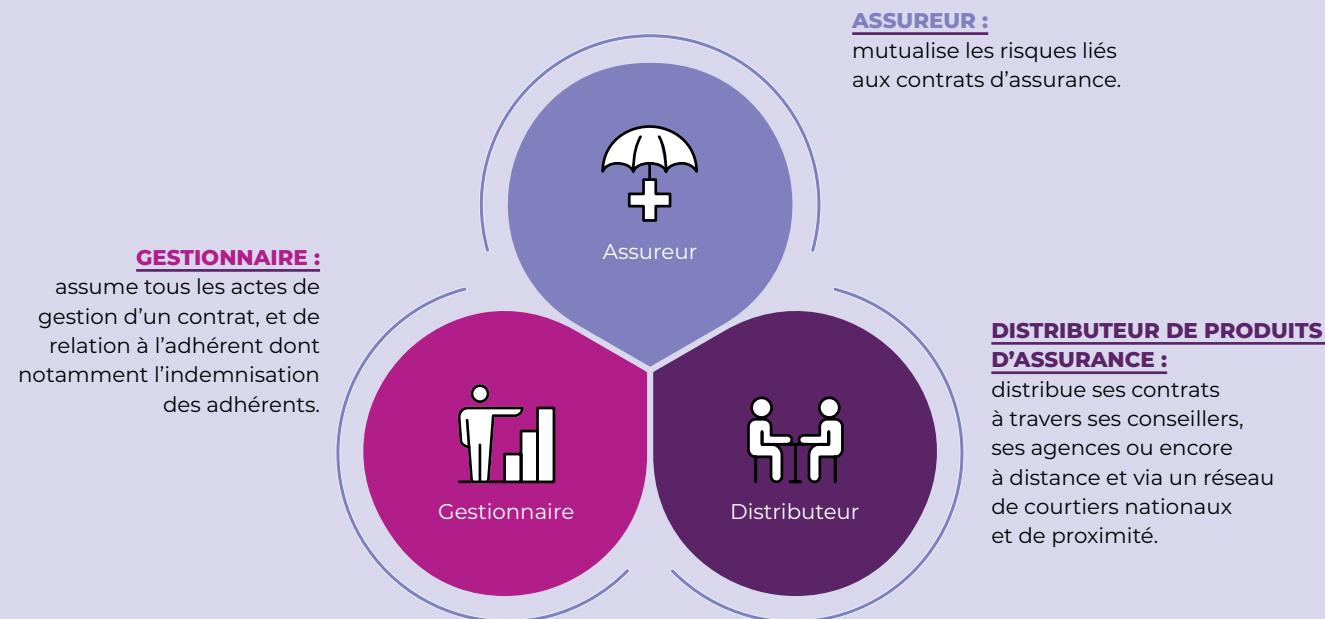 ASSUREUR :
mutualise les risques liés
aux contrats d’assurance.
Assureur
GESTIONNAIRE :
assume tous les actes de
gestion d’un contrat, et de
relation à l’adhérent dont
notamment l’indemnisation
des adhérents.
Gestionnaire
Distributeur
DISTRIBUTEUR DE PRODUITS
D’ASSURANCE :
distribue ses contrats
à travers ses conseillers,
ses agences ou encore
à distance et via un réseau
de courtiers nationaux
et de proximité.